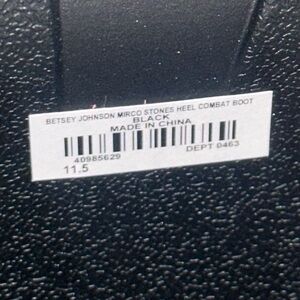 BETSEY JOHNSON MIRCO STONES HEEL COMBAT BOOT
BLACK
MADE IN CHINA
40985629 DEPT 0463
11.5